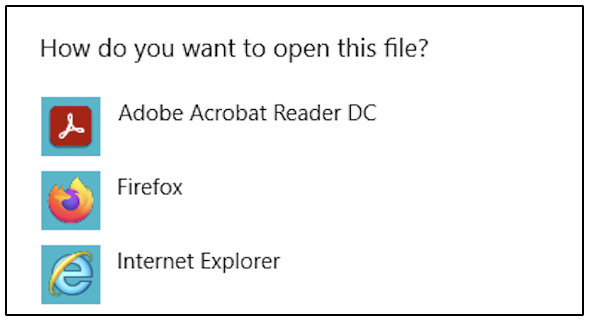 How do you want to open this file?
Adobe Acrobat Reader DC
Firefox
Internet Explorer